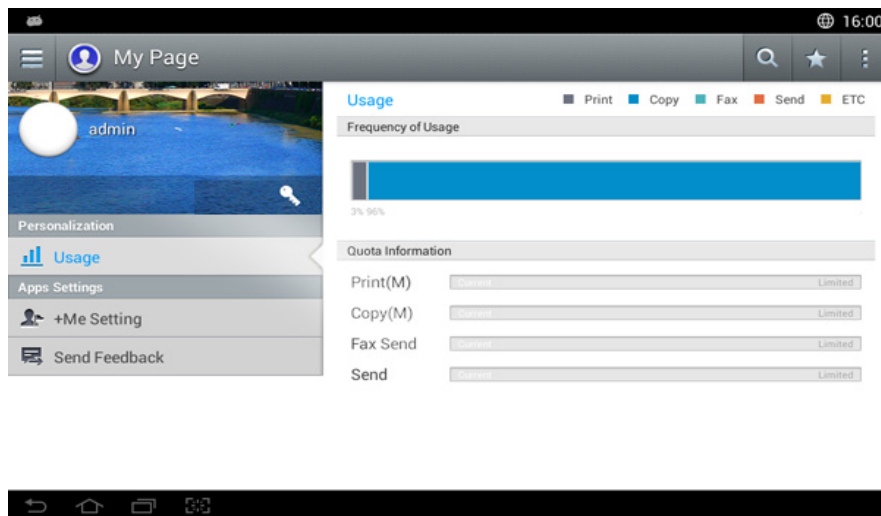 16:00
My Page
admin
Personalization
Usage
Apps Settings
+Me Setting
Send Feedback
Usage
Print Copy Fax Send ETC
Frequency of Usage
3% 96%
Quota Information
Print(M) Current Limited
Copy(M) Current Limited
Fax Send Current Limited
Send Current Limited